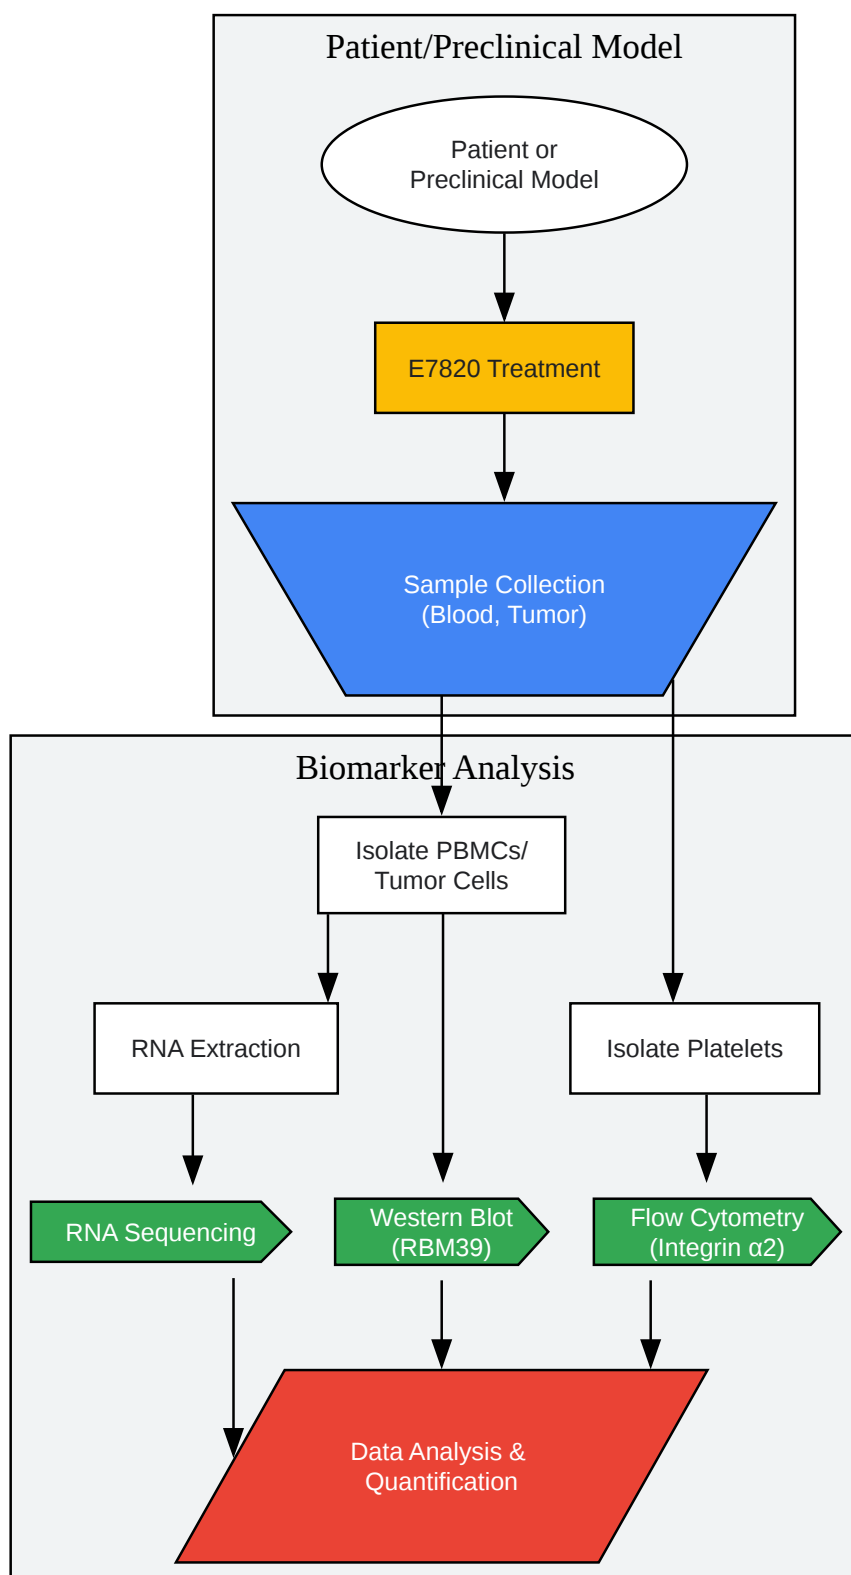 Patient/Preclinical Model
Patient or
Preclinical Model
E7820 Treatment
Sample Collection
(Blood, Tumor)
Biomarker Analysis
Isolate PBMCs/
Tumor Cells
RNA Extraction
Isolate Platelets
RNA Sequencing
Western Blot
(RBM39)
Flow Cytometry
(Integrin α2)
Data Analysis &
Quantification